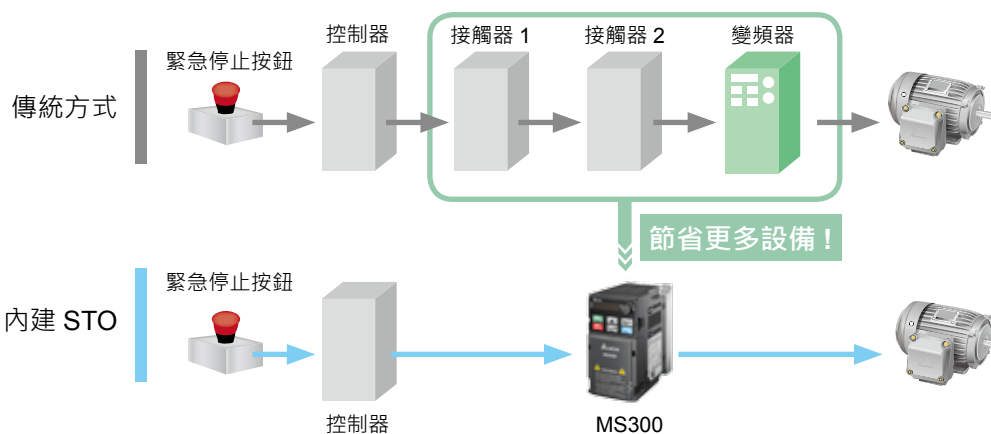 控制器
接觸器 1
接觸器 2
變頻器
緊急停止按鈕
傳統方式
節省更多設備！
緊急停止按鈕
內建 STO
控制器
MS300